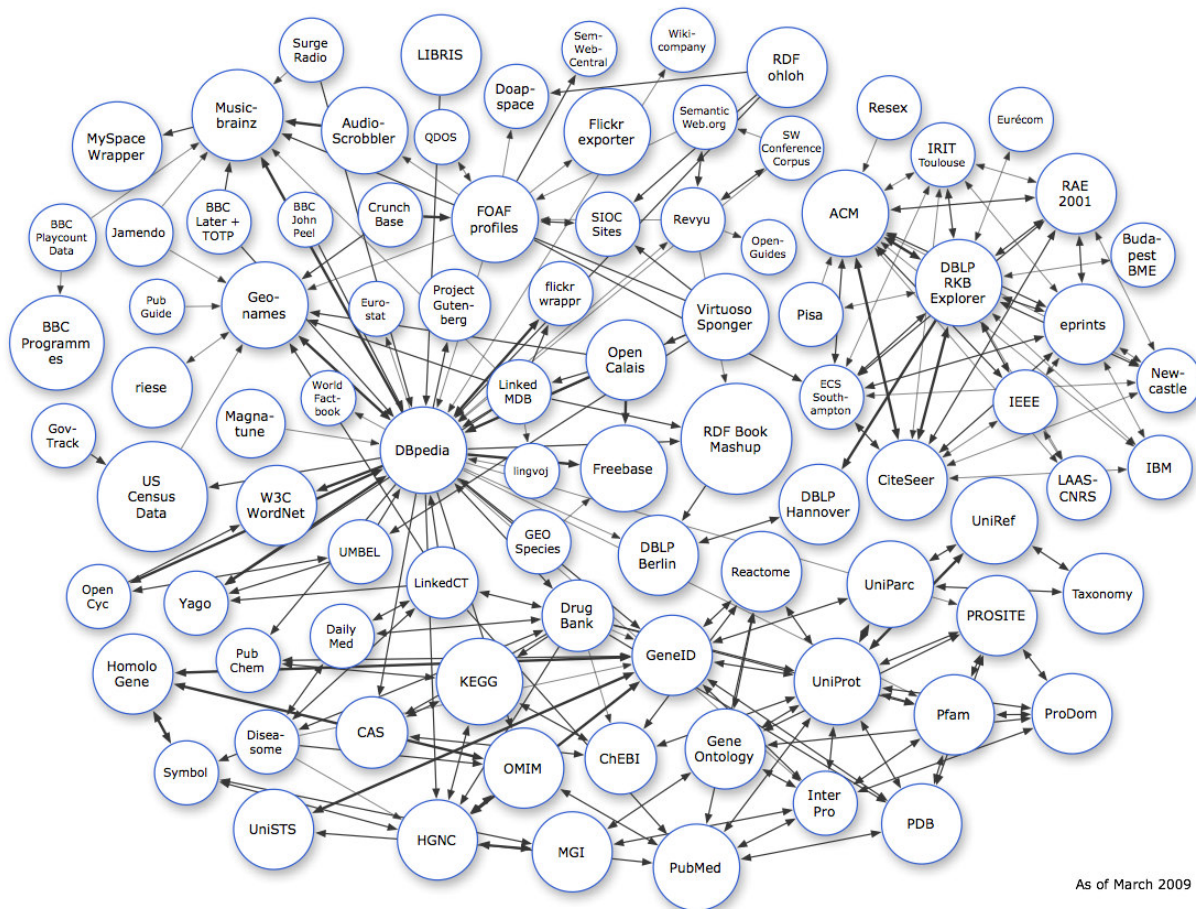 Surge
Radio
LIBRIS
Sem-
Web-
Central
Wiki-
company
RDF
ohloh
Music-
brainz
Doap-
space
Resex
MySpace
Wrapper
Audio-
Scrobbler
QDOS
Flickr
exporter
Semantic
Web.org
SW
Conference
Corpus
IRIT
Toulouse
Eurécom
BBC
Playcount
Data
Jamendo
BBC
Later +
TOTP
BBC
John
Peel
Crunch
Base
FOAF
profiles
SIOC
Sites
Revyu
Open-
Guides
ACM
RAE
2001
Pub
Guide
Geo-
names
Euro-
stat
Project
Guten-
berg
flickr
wrappr
Virtuoso
Sponger
Pisa
DBLP
RKB
Explorer
Buda-
pest
BME
BBC
Programm
es
riese
World
Fact-
book
Linked
MDB
Open
Calais
eprints
Gov-
Track
Magna-
tune
DBpedia
lingvoj
Freebase
RDF Book
Mashup
ECS
South-
ampton
IEEE
New-
castle
US
Census
Data
W3C
WordNet
GEO
Species
DBLP
Berlin
DBLP
Hannover
CiteSeer
LAAS-
CNRS
IBM
Open
Cyc
Yago
UMBEL
LinkedCT
Drug
Bank
Reactome
UniParc
UniRef
Taxonomy
Homolo
Gene
Pub
Chem
Daily
Med
KEGG
GeneID
UniProt
PROSITE
Symbol
Disea-
some
CAS
OMIM
ChEBI
Gene
Ontology
Pfam
ProDom
UniSTS
HGNC
MGI
PubMed
Inter
Pro
PDB
As of March 2009